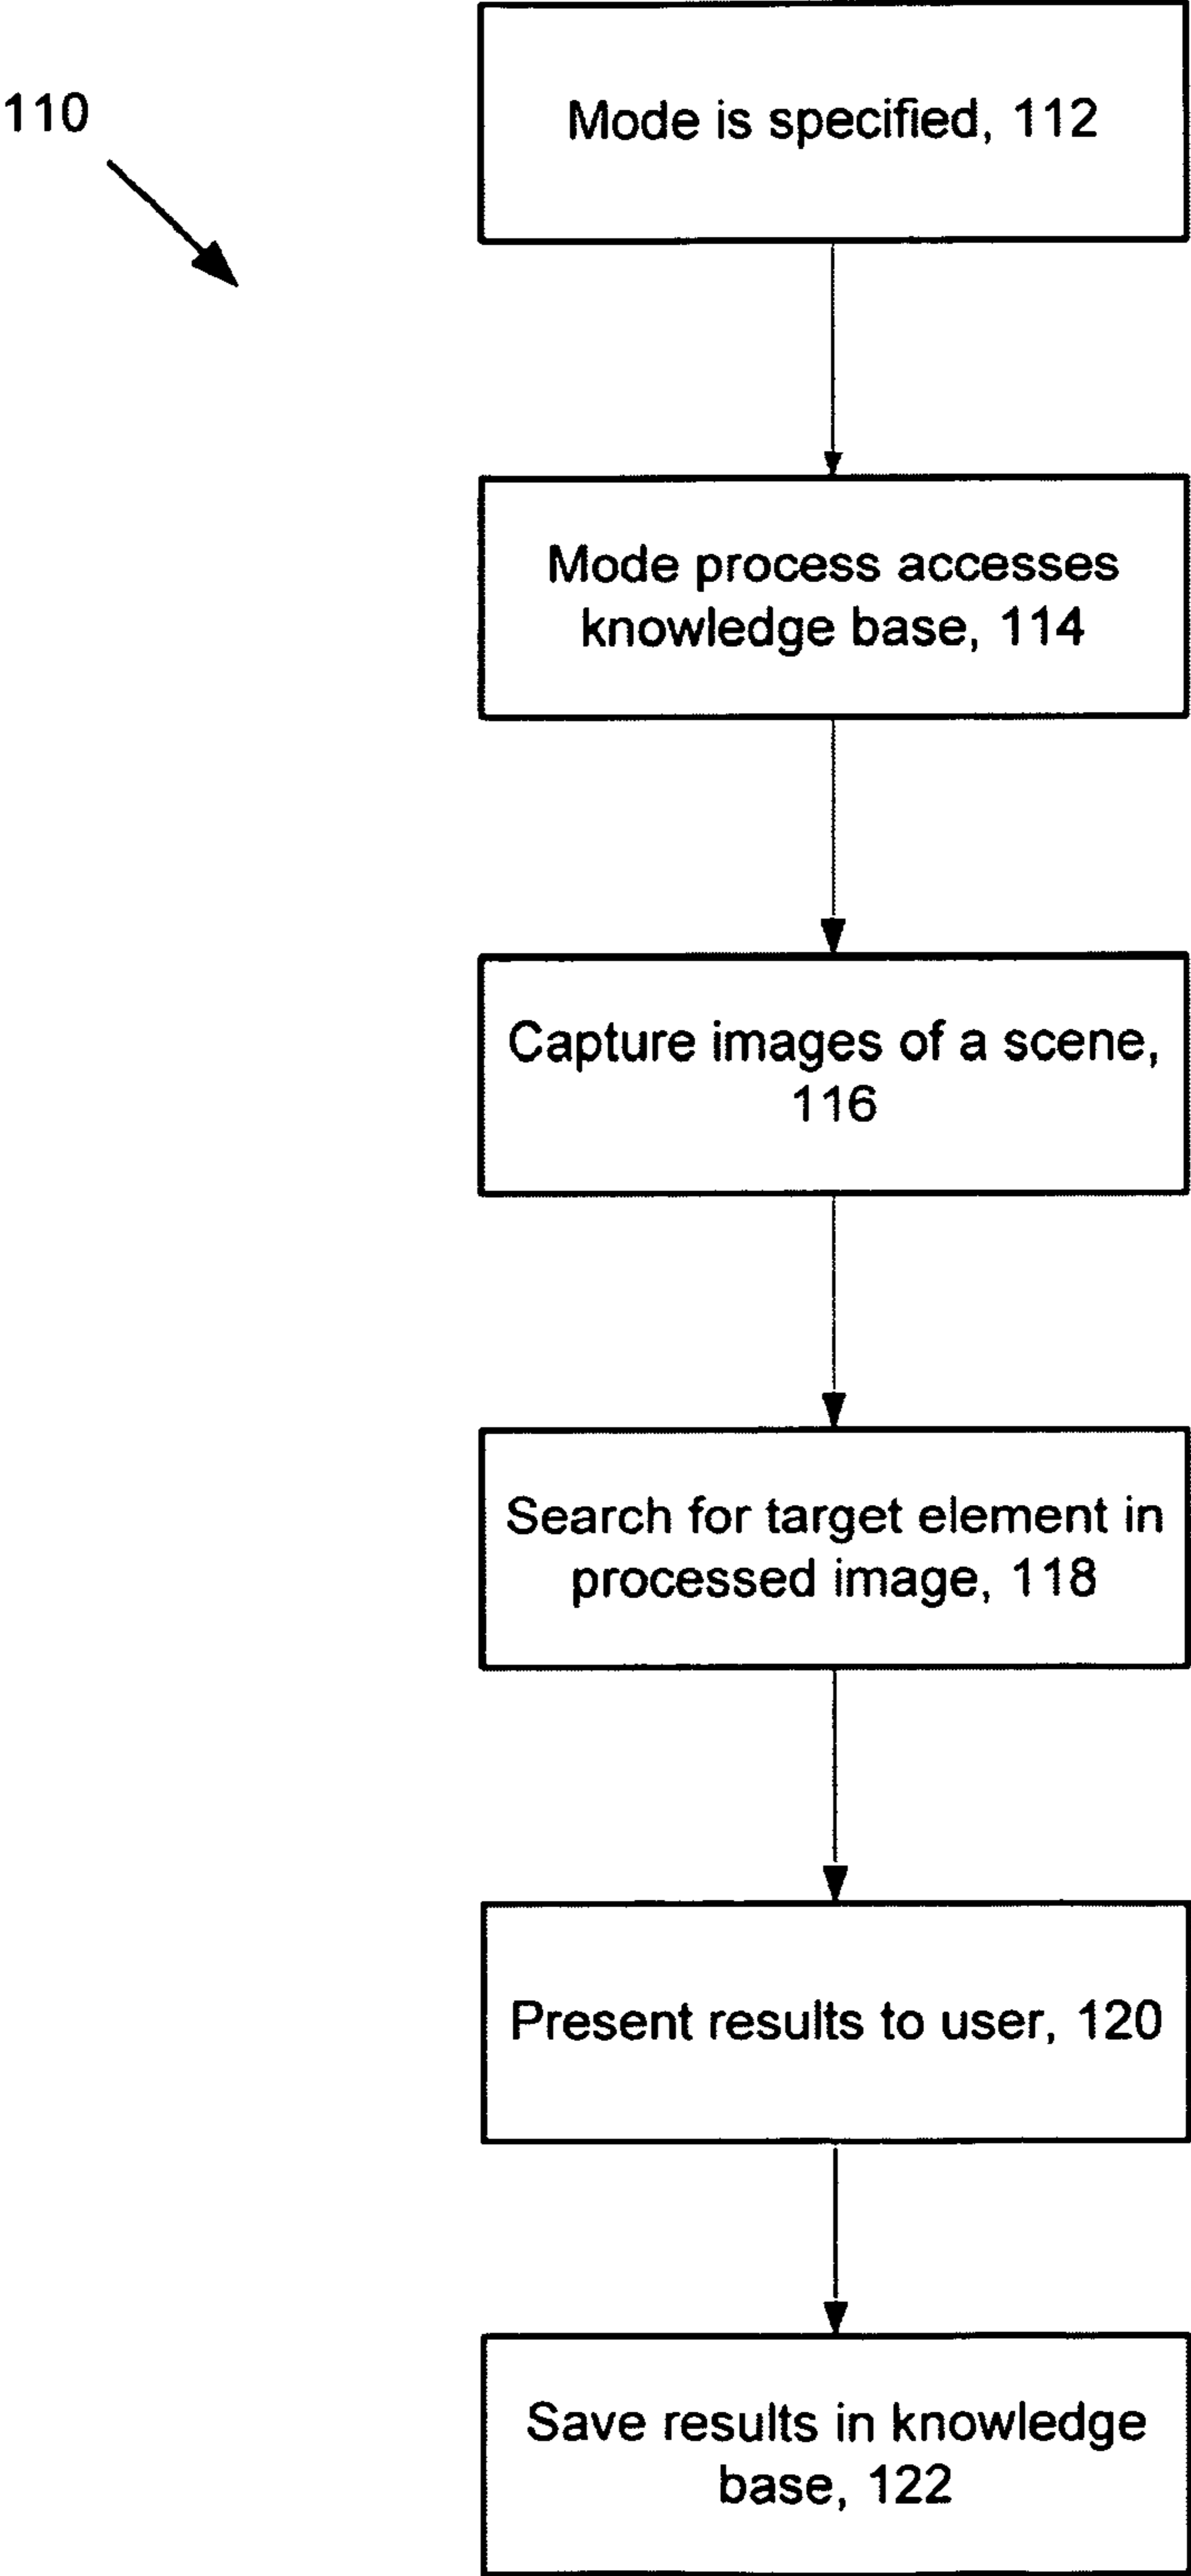 110
Mode is specified, 112
Mode process accesses
knowledge base, 114
Capture images of a scene,
116
Search for target element in
processed image, 118
Present results to user, 120
Save results in knowledge
base, 122